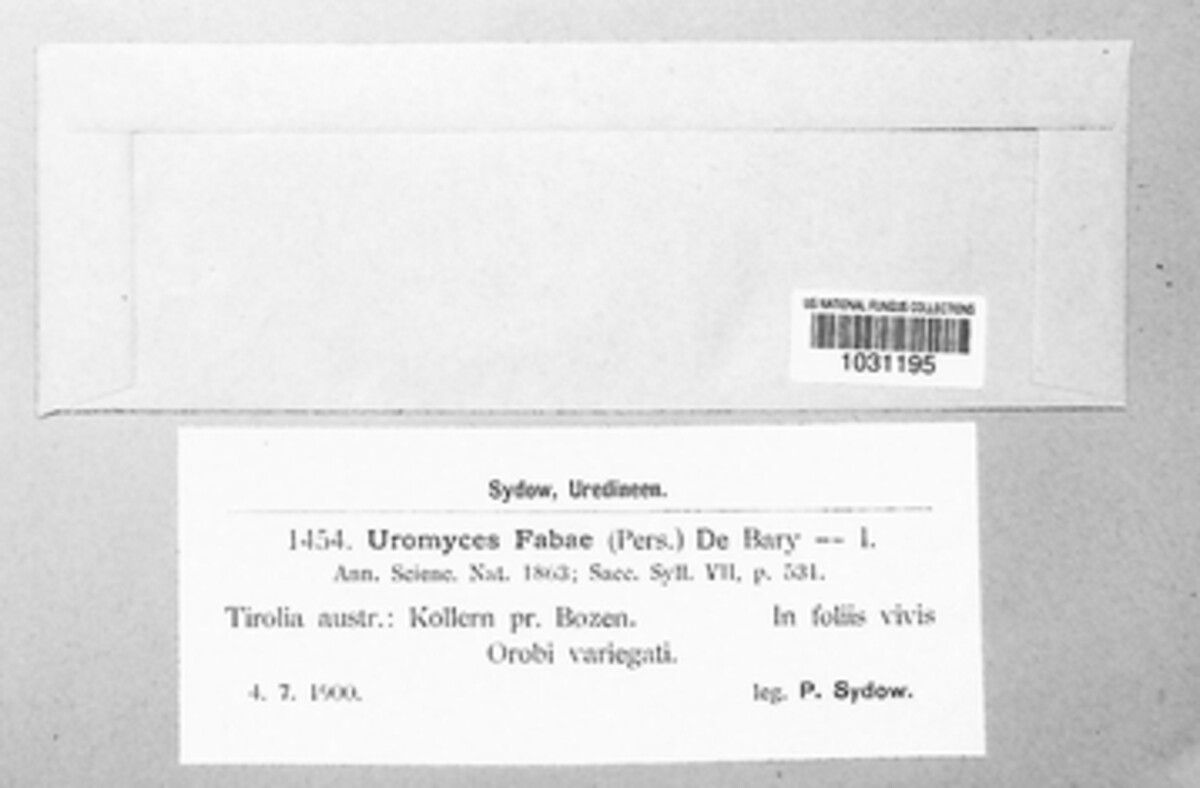 US NATIONAL FUNGUS COLLECTIONS
1031195
Sydow, Uredineen.
1454. Uromyces Fabae (Pers.) De Bary -- I.
Ann. Scienc. Nat. 1863; Sacc. Syll. VII, p. 531.
Tirolia austr.: Kollern pr. Bozen. In foliis vivis
Orobi variegati.
4. 7. 1900. leg. P. Sydow.